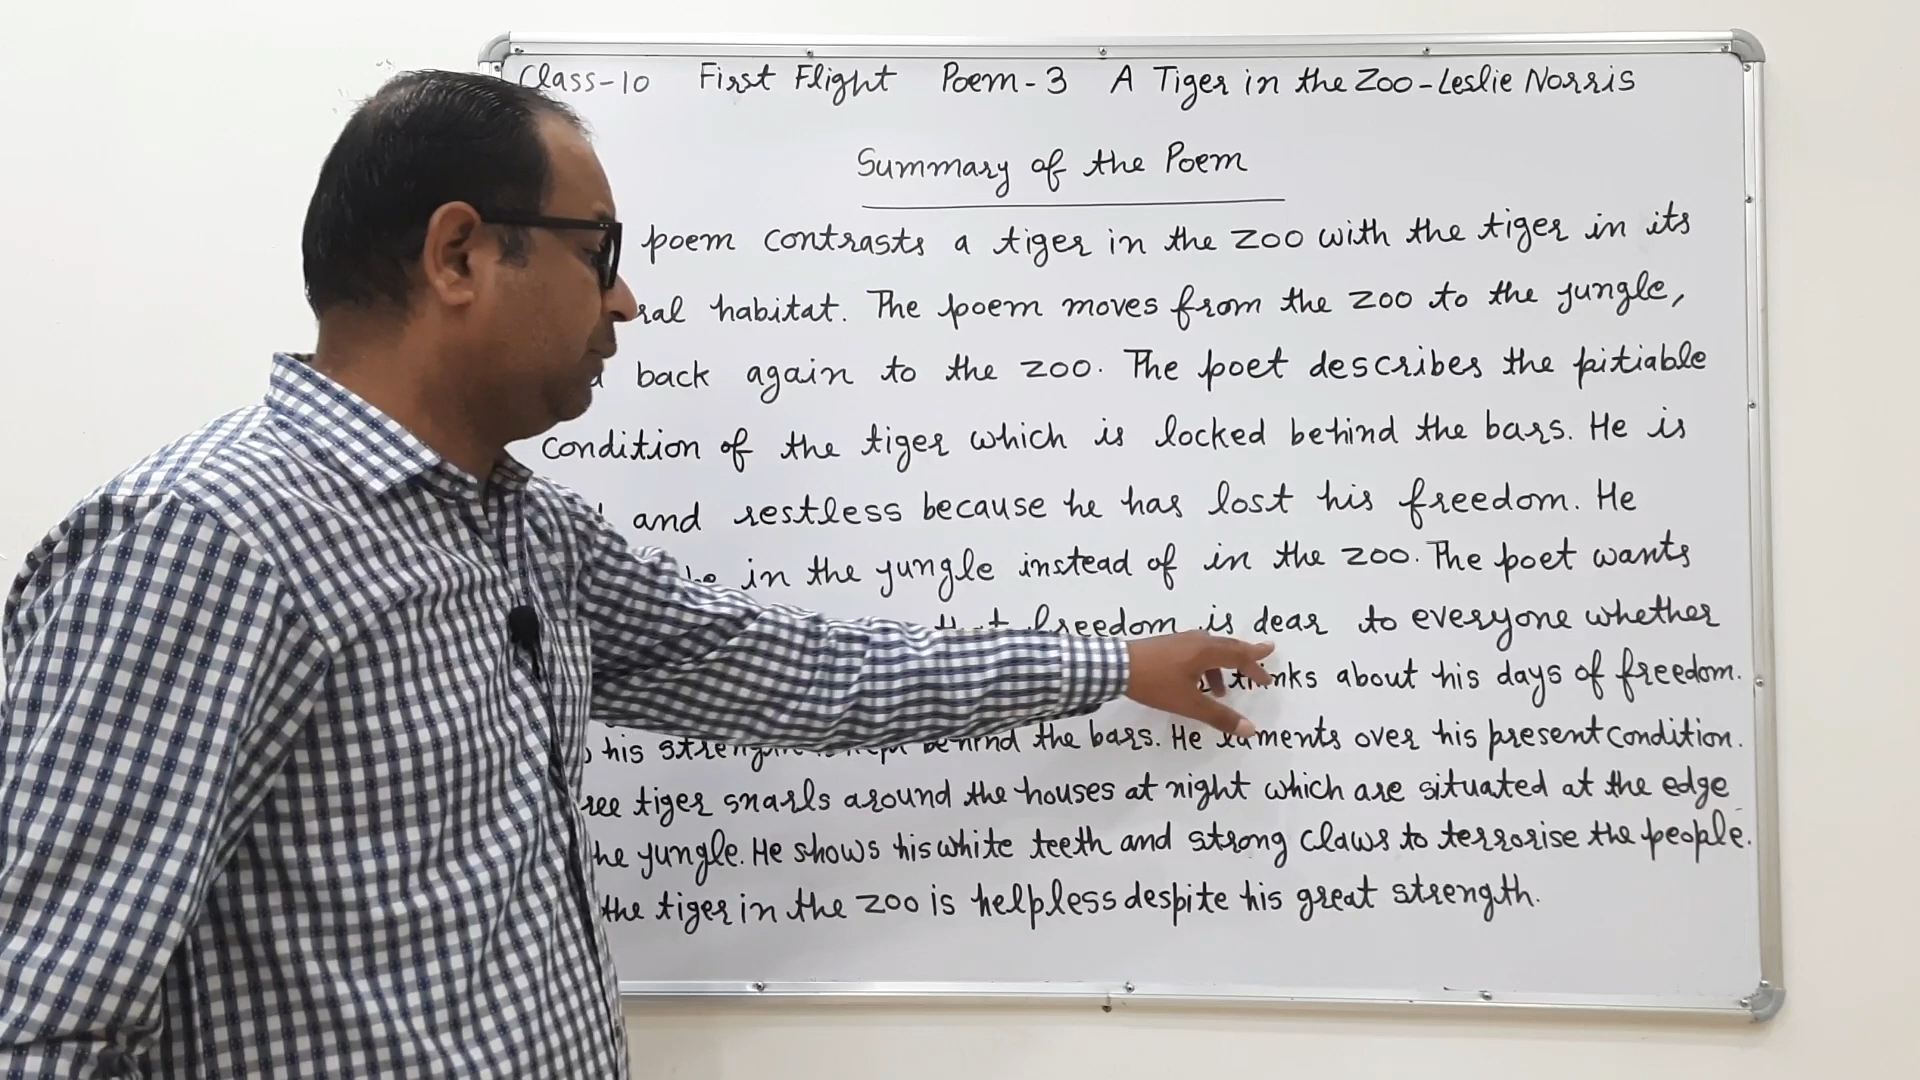 Class-10 First Flight Poem-3 A Tiger in the Zoo-Leslie Norris
Summary of the Poem
poem contrasts a tiger in the zoo with the tiger in its
habitat. The poem moves from the zoo to the jungle,
back again to the zoo. The poet describes the pitiable
condition of the tiger which is locked behind the bars. He is
and restless because he has lost his freedom. He
in the jungle instead of in the zoo. The poet wants
freedom is dear to everyone whether
thinks about his days of freedom.
his strength is kept behind the bars. He laments over his present condition.
tiger snarls around the houses at night which are situated at the edge
the jungle. He shows his white teeth and strong claws to terrorise the people.
the tiger in the zoo is helpless despite his great strength.